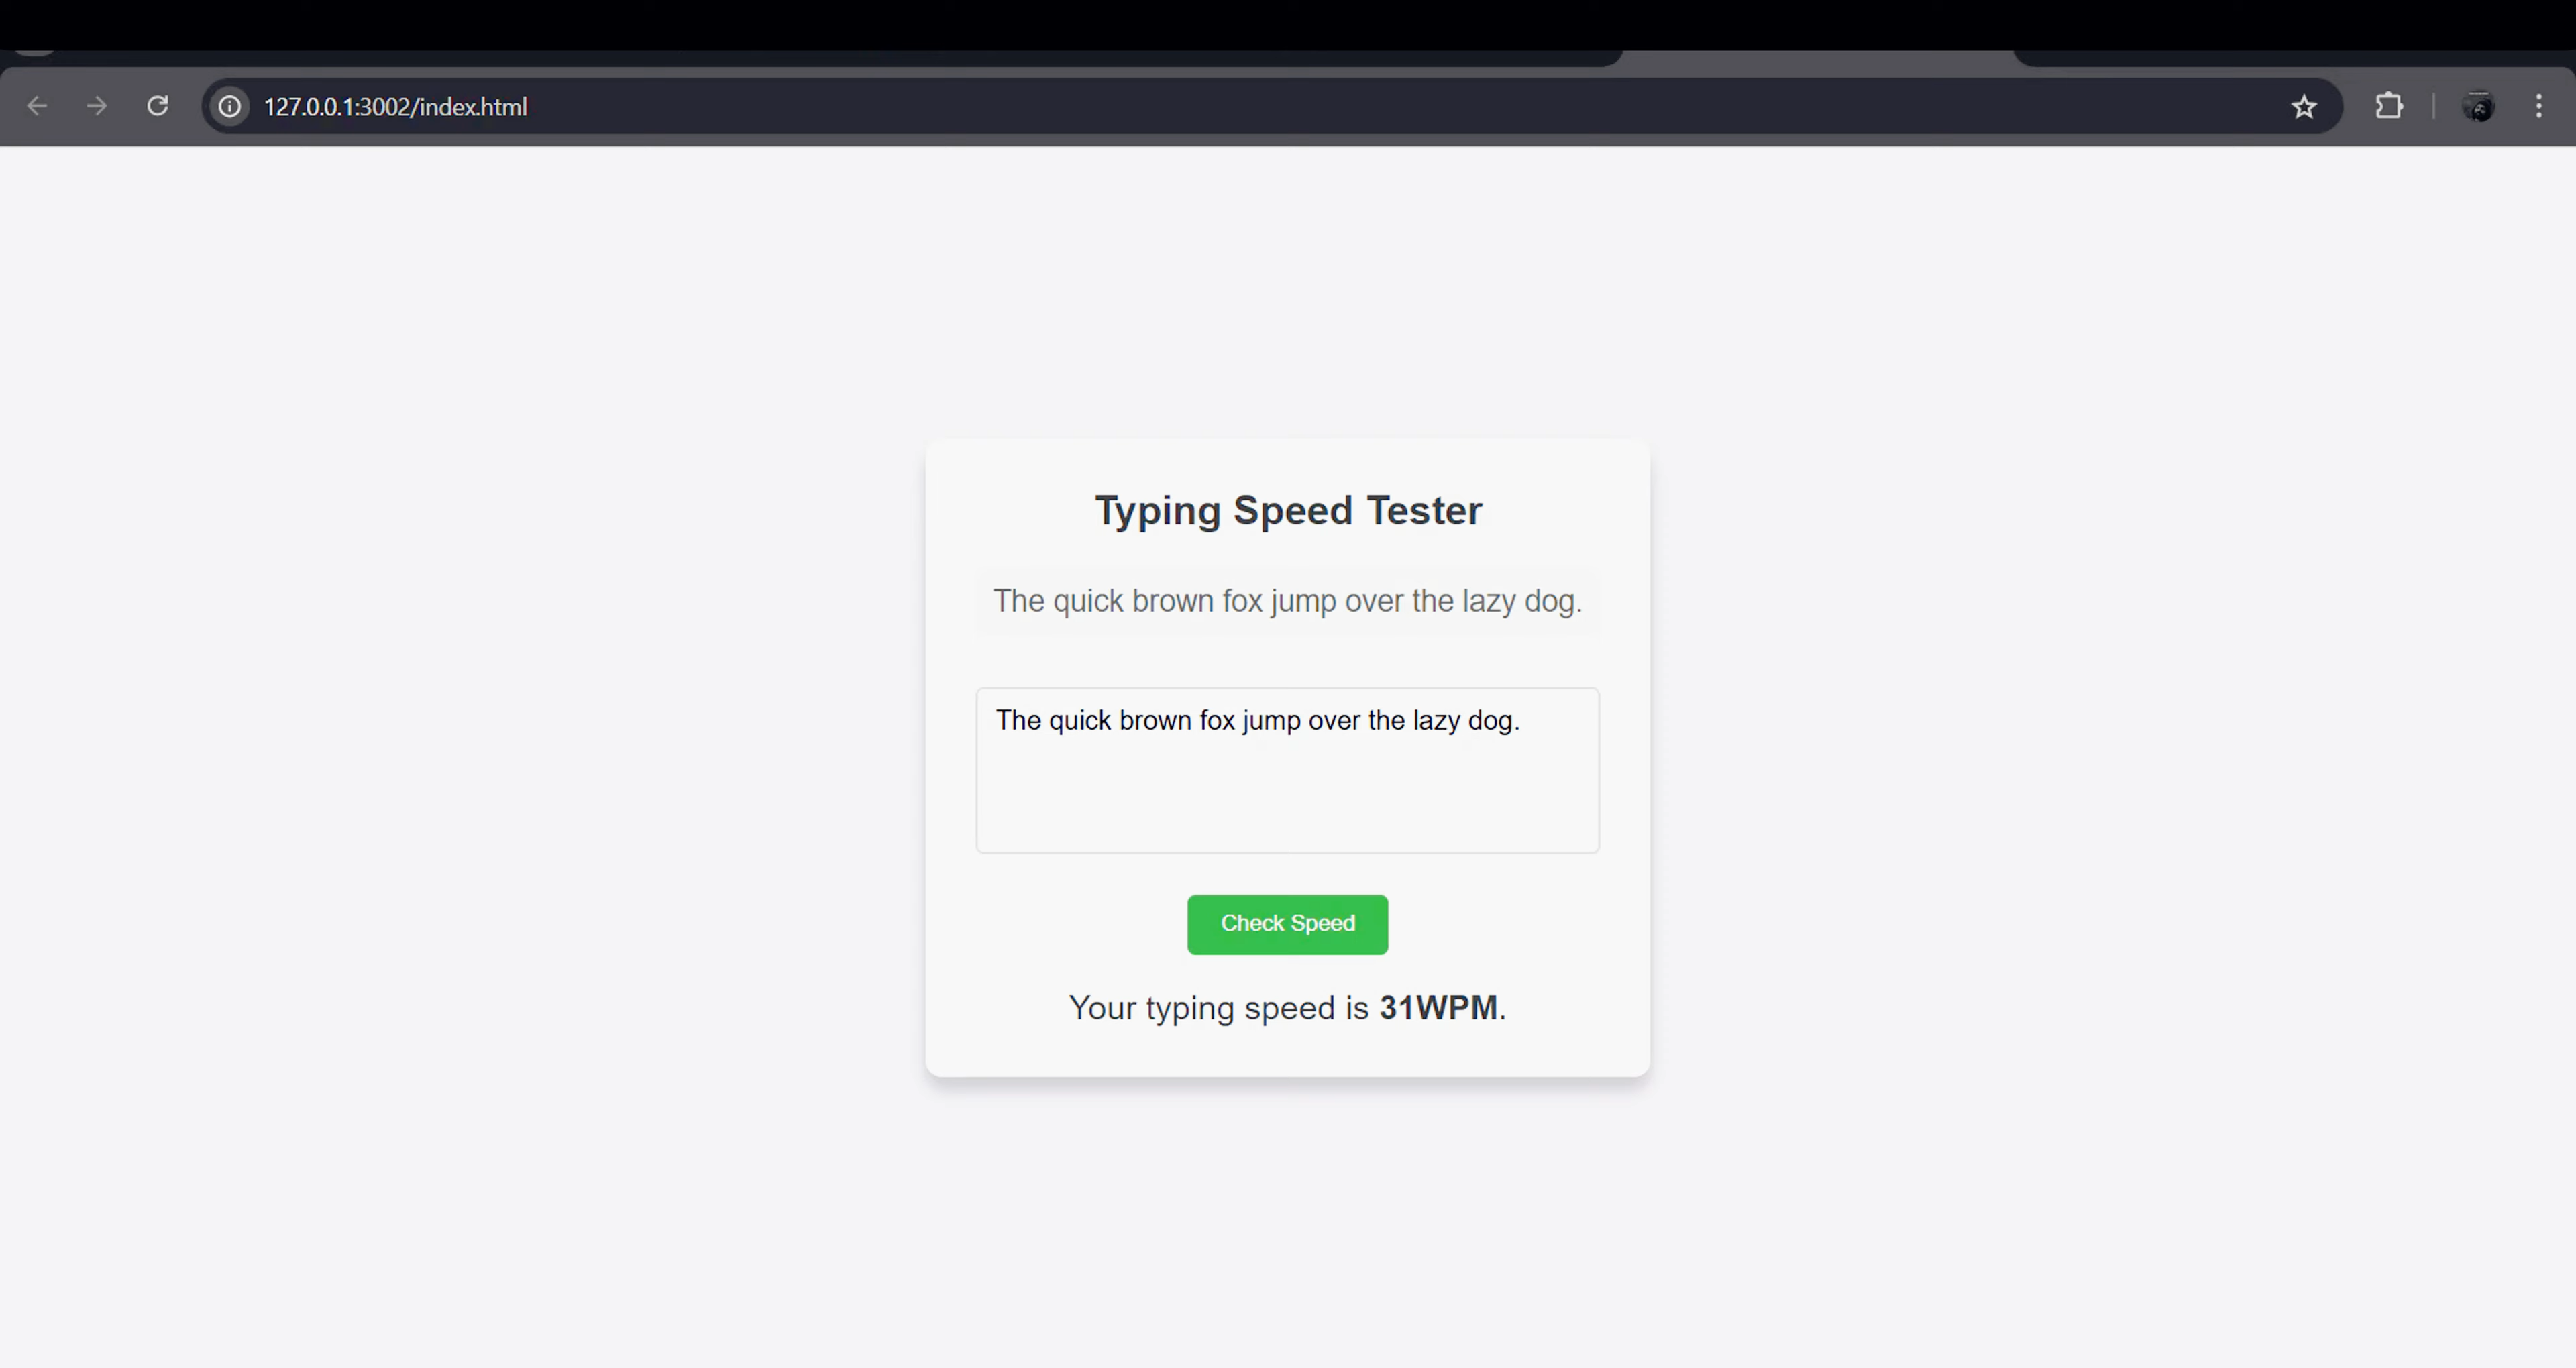 127.0.0.1:3002/index.html
Typing Speed Tester
The quick brown fox jump over the lazy dog.
The quick brown fox jump over the lazy dog.
Check Speed
Your typing speed is 31WPM.